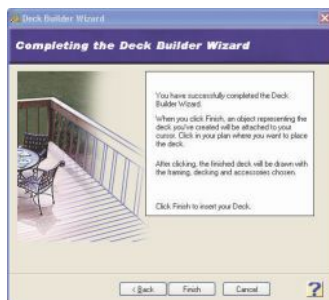 Deck Builder Wizard
Completing the Deck Builder Wizard
You have successfully completed the Deck
Builder Wizard.
When you click Finish, an object representing the
deck you've created will be attached to your
cursor. Click in your plan where you want to place
the deck.
After clicking, the finished deck will be drawn with
the framing, decking and accessories chosen.
Click Finish to insert your Deck.
< Back
Finish
Cancel
?